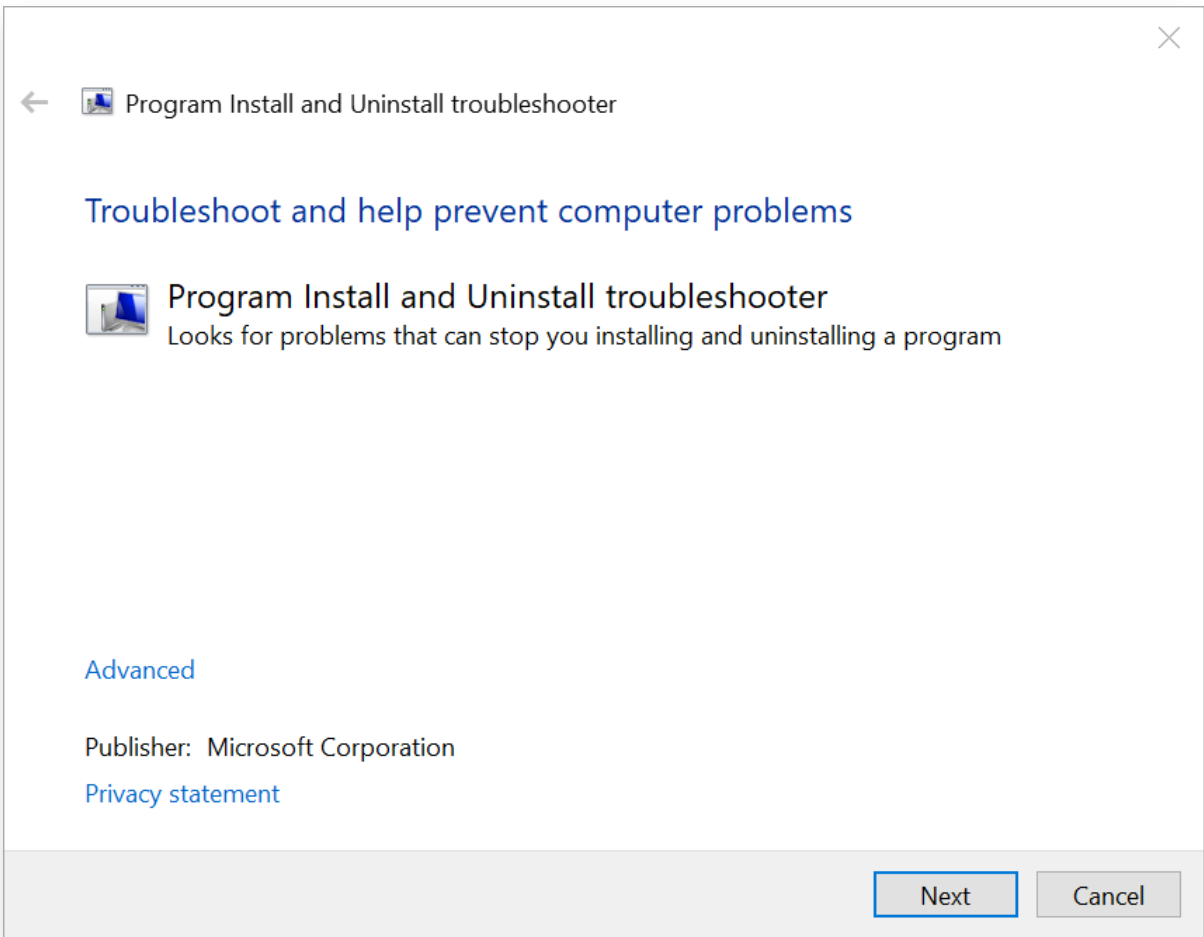 Program Install and Uninstall troubleshooter
Troubleshoot and help prevent computer problems
Program Install and Uninstall troubleshooter
Looks for problems that can stop you installing and uninstalling a program
Advanced
Publisher: Microsoft Corporation
Privacy statement
Next Cancel